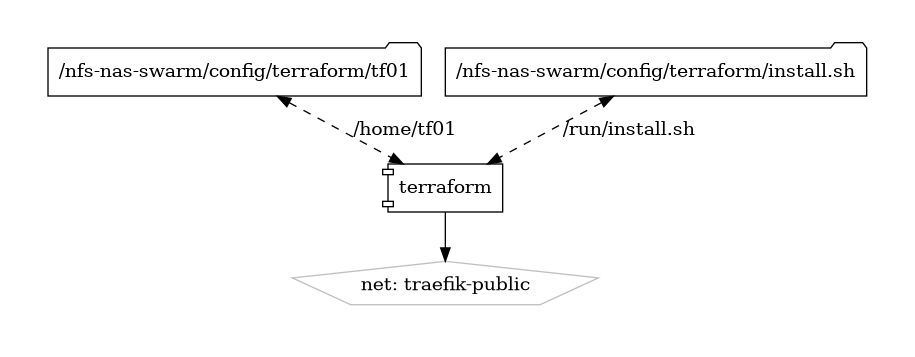 /nfs-nas-swarm/config/terraform/tf01
/nfs-nas-swarm/config/terraform/install.sh
/home/tf01
/run/install.sh
terraform
net: traefik-public